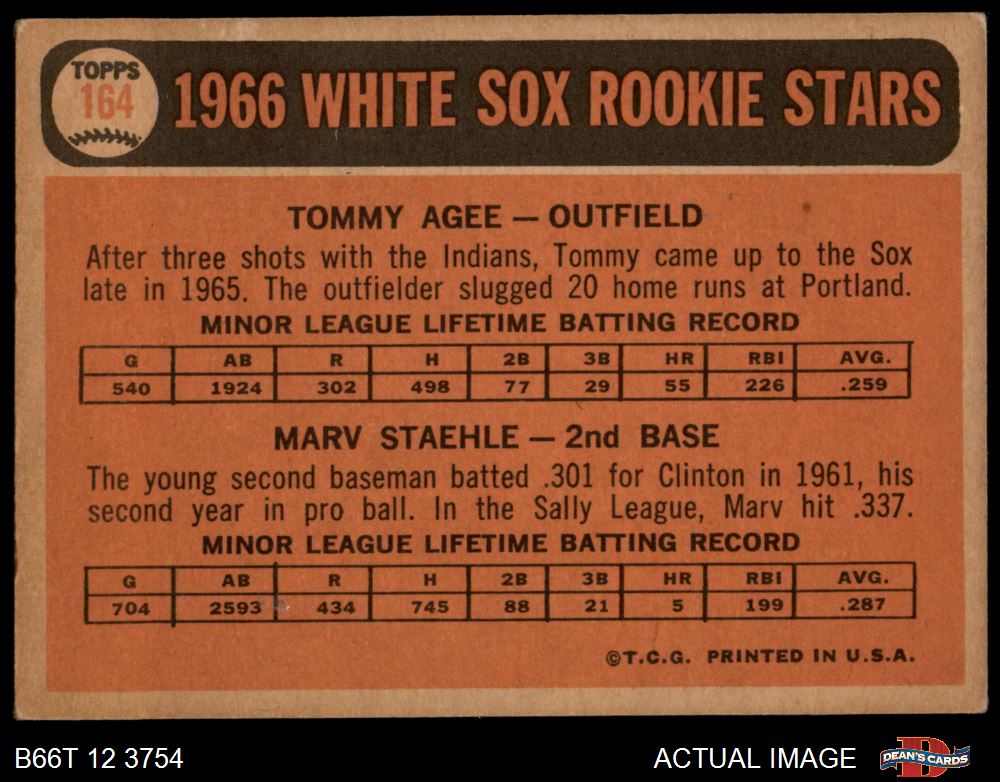 TOPPS
164
1966 WHITE SOX ROOKIE STARS
TOMMY AGEE — OUTFIELD
After three shots with the Indians, Tommy came up to the Sox
late in 1965. The outfielder slugged 20 home runs at Portland.
MINOR LEAGUE LIFETIME BATTING RECORD
G AB R H 2B 3B HR RBI AVG.
540 1924 302 498 77 29 55 226 .259
MARV STAEHLE — 2nd BASE
The young second baseman batted .301 for Clinton in 1961, his
second year in pro ball. In the Sally League, Marv hit .337.
MINOR LEAGUE LIFETIME BATTING RECORD
G AB R H 2B 3B HR RBI AVG.
704 2593 434 745 88 21 5 199 .287
©T.C.G. PRINTED IN U.S.A.
B66T 12 3754 ACTUAL IMAGE DEAN'S CARDS